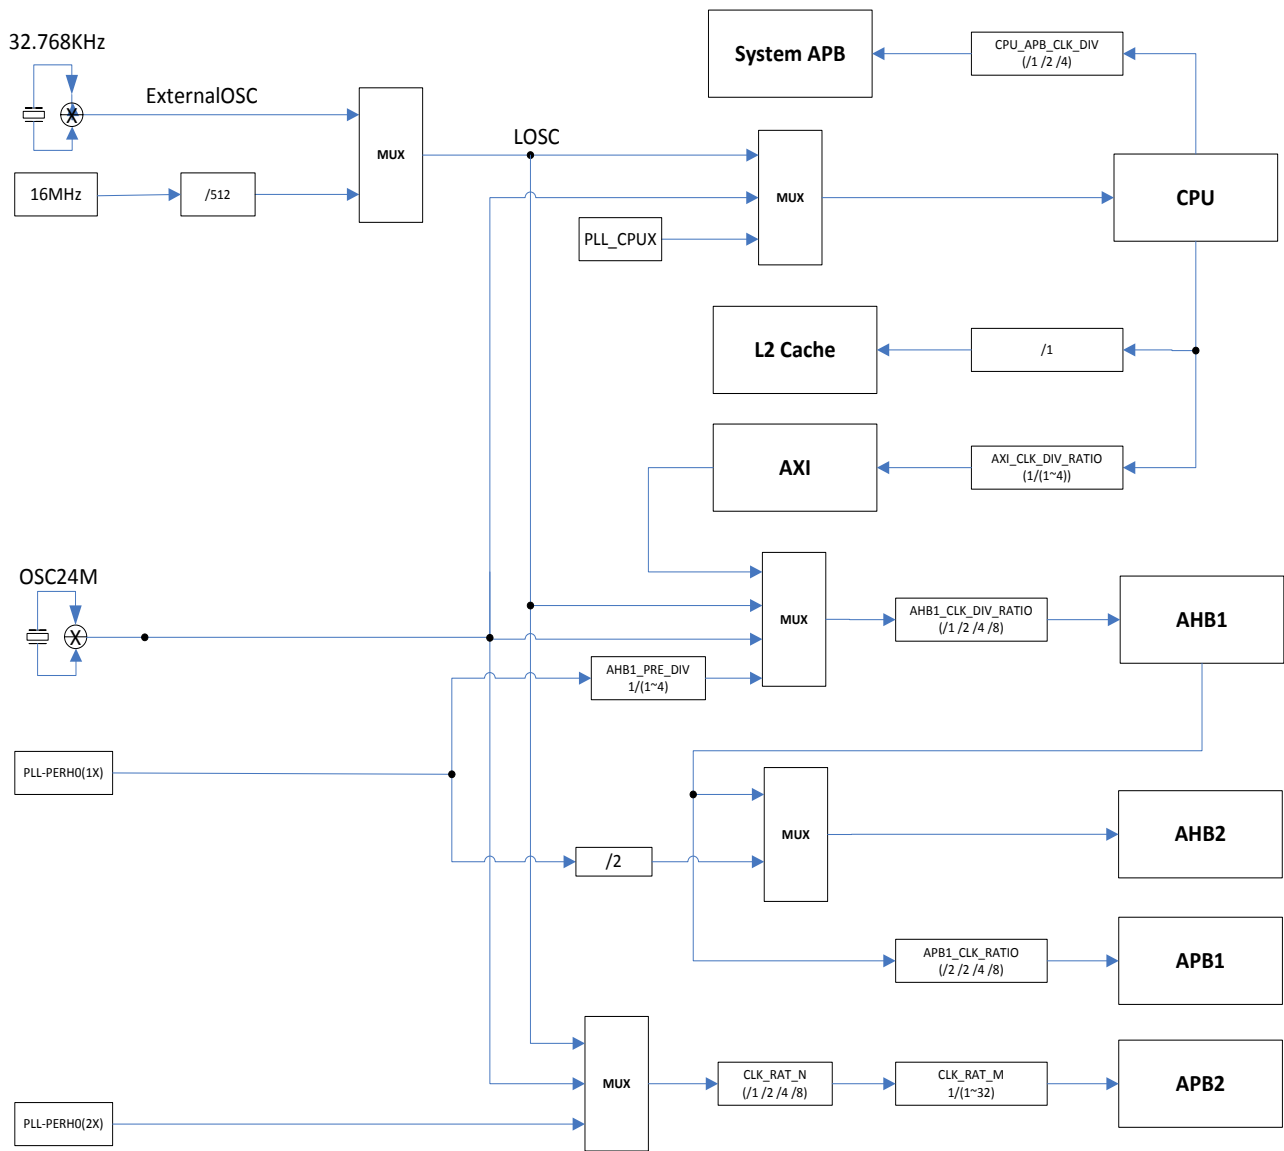 32.768KHz
System APB
CPU_APB_CLK_DIV
(/1 /2 /4)
ExternalOSC
MUX
LOSC
16MHz
/512
MUX
CPU
PLL_CPUX
L2 Cache
/1
AXI
AXI_CLK_DIV_RATIO
(1/(1~4))
OSC24M
MUX
AHB1_CLK_DIV_RATIO
(/1 /2 /4 /8)
AHB1
AHB1_PRE_DIV
1/(1~4)
PLL-PERH0(1X)
MUX
AHB2
/2
APB1_CLK_RATIO
(/2 /2 /4 /8)
APB1
MUX
CLK_RAT_N
(/1 /2 /4 /8)
CLK_RAT_M
1/(1~32)
APB2
PLL-PERH0(2X)